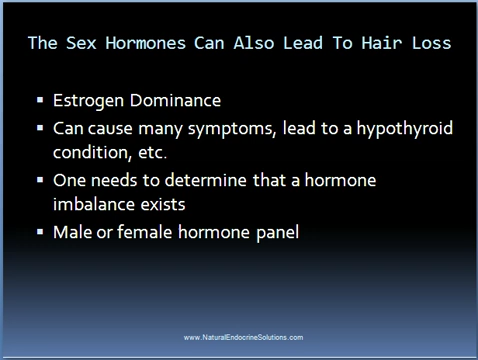 The Sex Hormones Can Also Lead To Hair Loss
▪ Estrogen Dominance
▪ Can cause many symptoms, lead to a hypothyroid
condition, etc.
▪ One needs to determine that a hormone
imbalance exists
▪ Male or female hormone panel
www.NaturalEndocrineSolutions.com